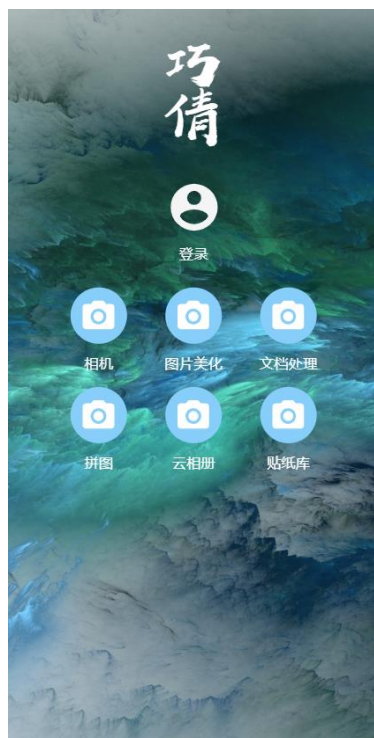 巧
倩
登录
相机 图片美化 文档处理
拼图 云相册 贴纸库